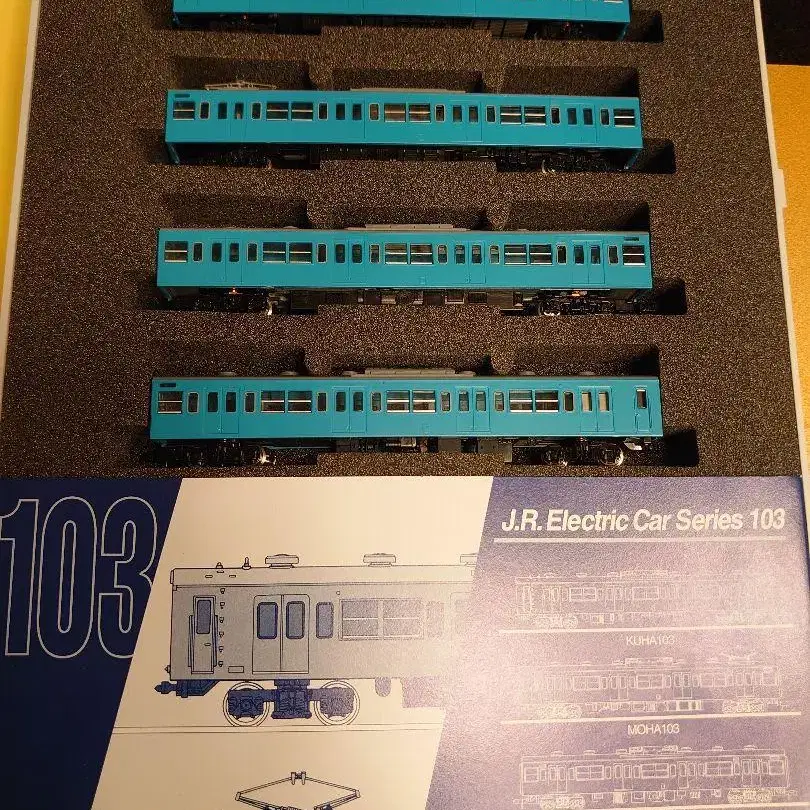 103
J.R. Electric Car Series 103
KUHA103
MOHA103